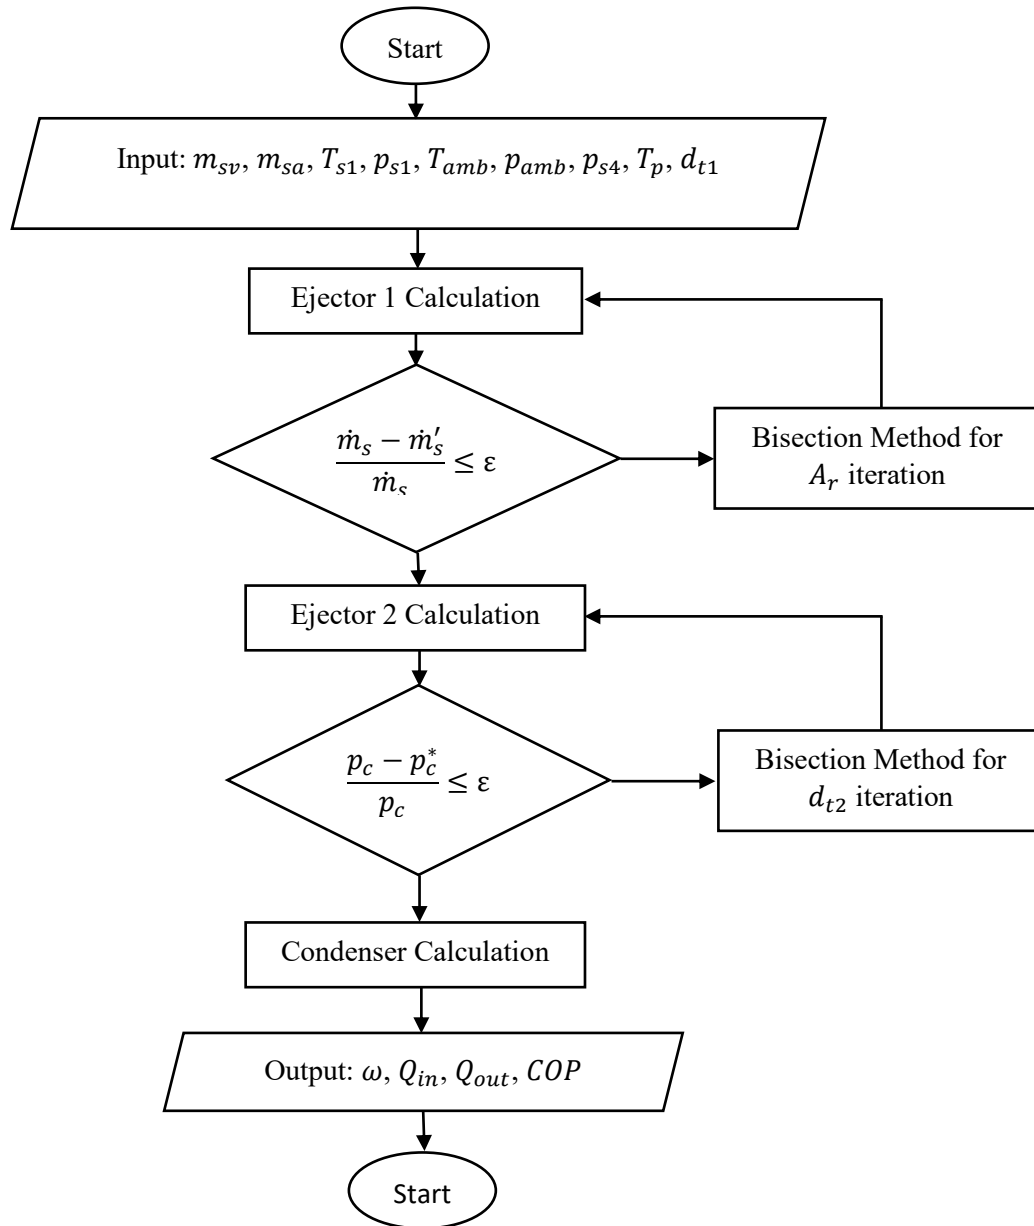 Start
Input: m_sv, m_sa, T_s1, p_s1, T_amb, p_amb, p_s4, T_p, d_t1
Ejector 1 Calculation
(ṁ_s − ṁ′_s)/ṁ_s ≤ ε
Bisection Method for
A_r iteration
Ejector 2 Calculation
(p_c − p_c^*)/p_c ≤ ε
Bisection Method for
d_t2 iteration
Condenser Calculation
Output: ω, Q_in, Q_out, COP
Start